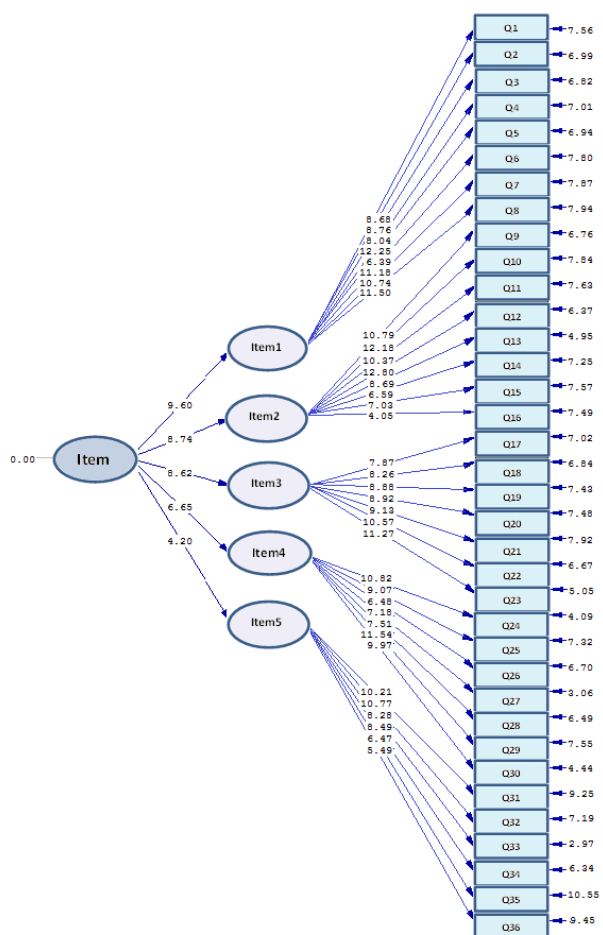 0.00
Item
9.60
8.74
8.62
6.65
4.20
Item1
Item2
Item3
Item4
Item5
8.68
8.76
8.04
12.25
6.39
11.18
10.74
11.50
10.79
12.18
10.37
12.80
8.69
6.59
7.03
4.05
7.87
8.26
8.88
8.92
9.13
10.57
11.27
10.82
9.07
6.48
7.18
7.51
11.54
9.97
10.21
10.77
8.28
8.49
6.47
5.49
Q1 7.56
Q2 6.99
Q3 6.82
Q4 7.01
Q5 6.94
Q6 7.80
Q7 7.87
Q8 7.94
Q9 6.76
Q10 7.84
Q11 7.63
Q12 6.37
Q13 4.95
Q14 7.25
Q15 7.57
Q16 7.49
Q17 7.02
Q18 6.84
Q19 7.43
Q20 7.48
Q21 7.92
Q22 6.67
Q23 5.05
Q24 4.09
Q25 7.32
Q26 6.70
Q27 3.06
Q28 6.49
Q29 7.55
Q30 4.44
Q31 9.25
Q32 7.19
Q33 2.97
Q34 6.34
Q35 10.55
Q36 9.45